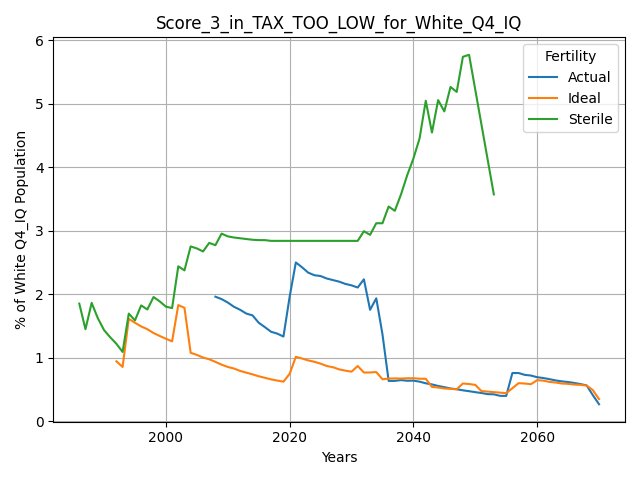 Score_3_in_TAX_TOO_LOW_for_White_Q4_IQ
Fertility
Actual
Ideal
Sterile
% of White Q4_IQ Population
6
5
4
3
2
1
0
2000
2020
2040
2060
Years